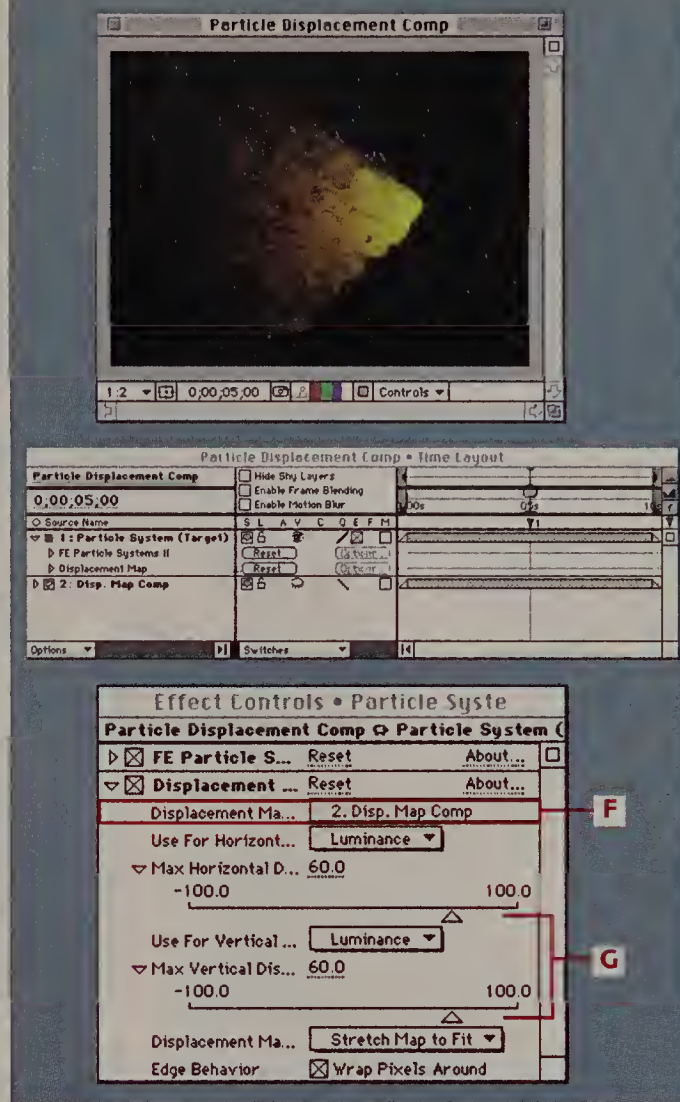 Particle Displacement Comp
1:2 0;00;05;00 Controls
Particle Displacement Comp • Time Layout
Particle Displacement Comp
Hide Shy Layers
Enable Frame Blending
0;00;05;00
Enable Motion Blur
:00s 05s 10s
Source Name S L A V C Q E F M
1: Particle System (Target)
FE Particle Systems II Reset
Displacement Map Reset
2: Disp. Map Comp
Options Switches
Effect Controls • Particle Syste
Particle Displacement Comp Particle System (
FE Particle S... Reset About...
Displacement ... Reset About...
Displacement Ma... 2. Disp. Map Comp F
Use For Horizont... Luminance
Max Horizontal D... 60.0
-100.0 100.0
Use For Vertical ... Luminance
G
Max Vertical Dis... 60.0
-100.0 100.0
Displacement Ma... Stretch Map to Fit
Edge Behavior Wrap Pixels Around